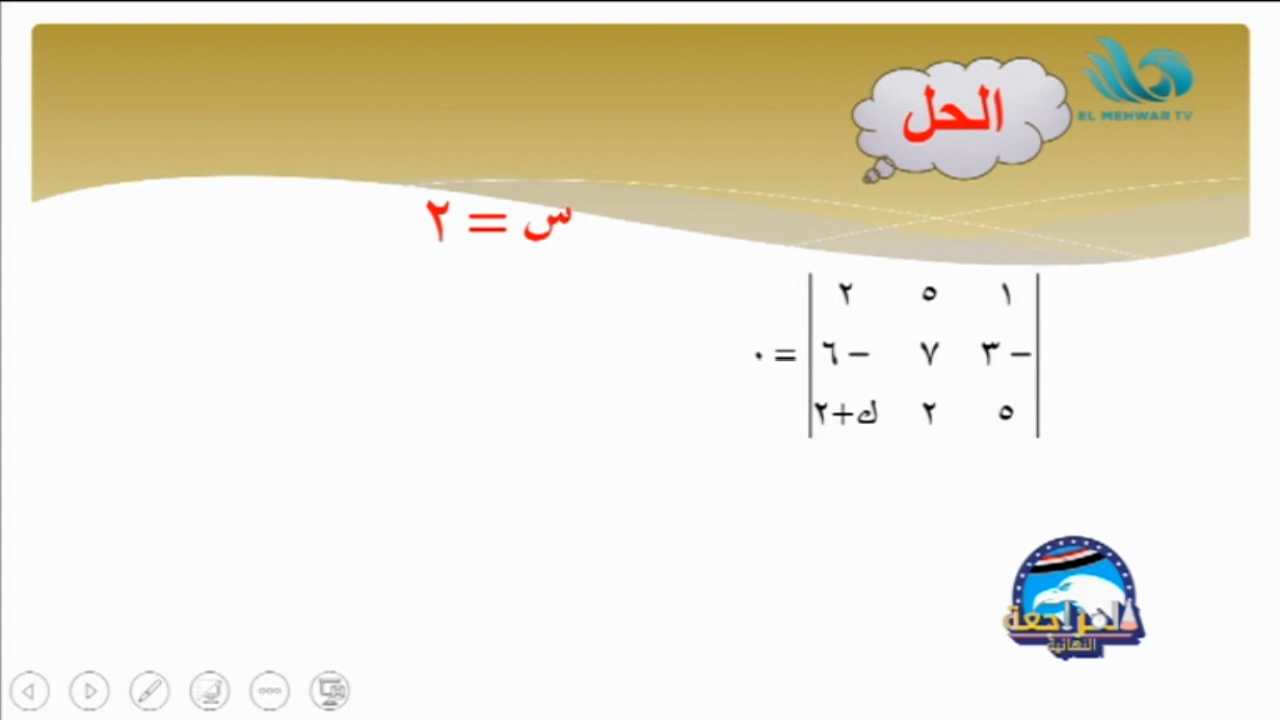 EL MEHWAR TV
الحل
س = ٢
١ ٥ ٢
-٣ ٧ -٦ = ٠
٥ ٢ ك+٢
المراجعة
النهائية